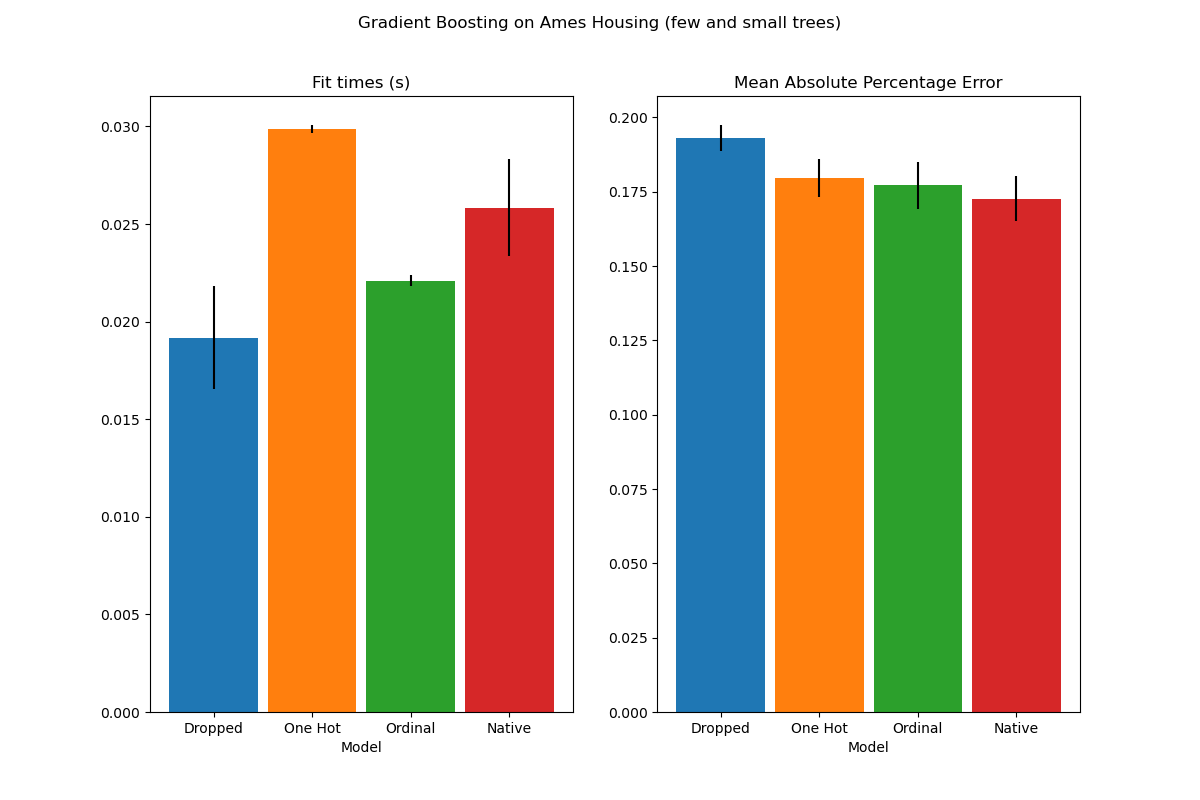 Gradient Boosting on Ames Housing (few and small trees)
Fit times (s)
0.030
0.025
0.020
0.015
0.010
0.005
0.000
Dropped One Hot Ordinal Native
Model
Mean Absolute Percentage Error
0.200
0.175
0.150
0.125
0.100
0.075
0.050
0.025
0.000
Dropped One Hot Ordinal Native
Model